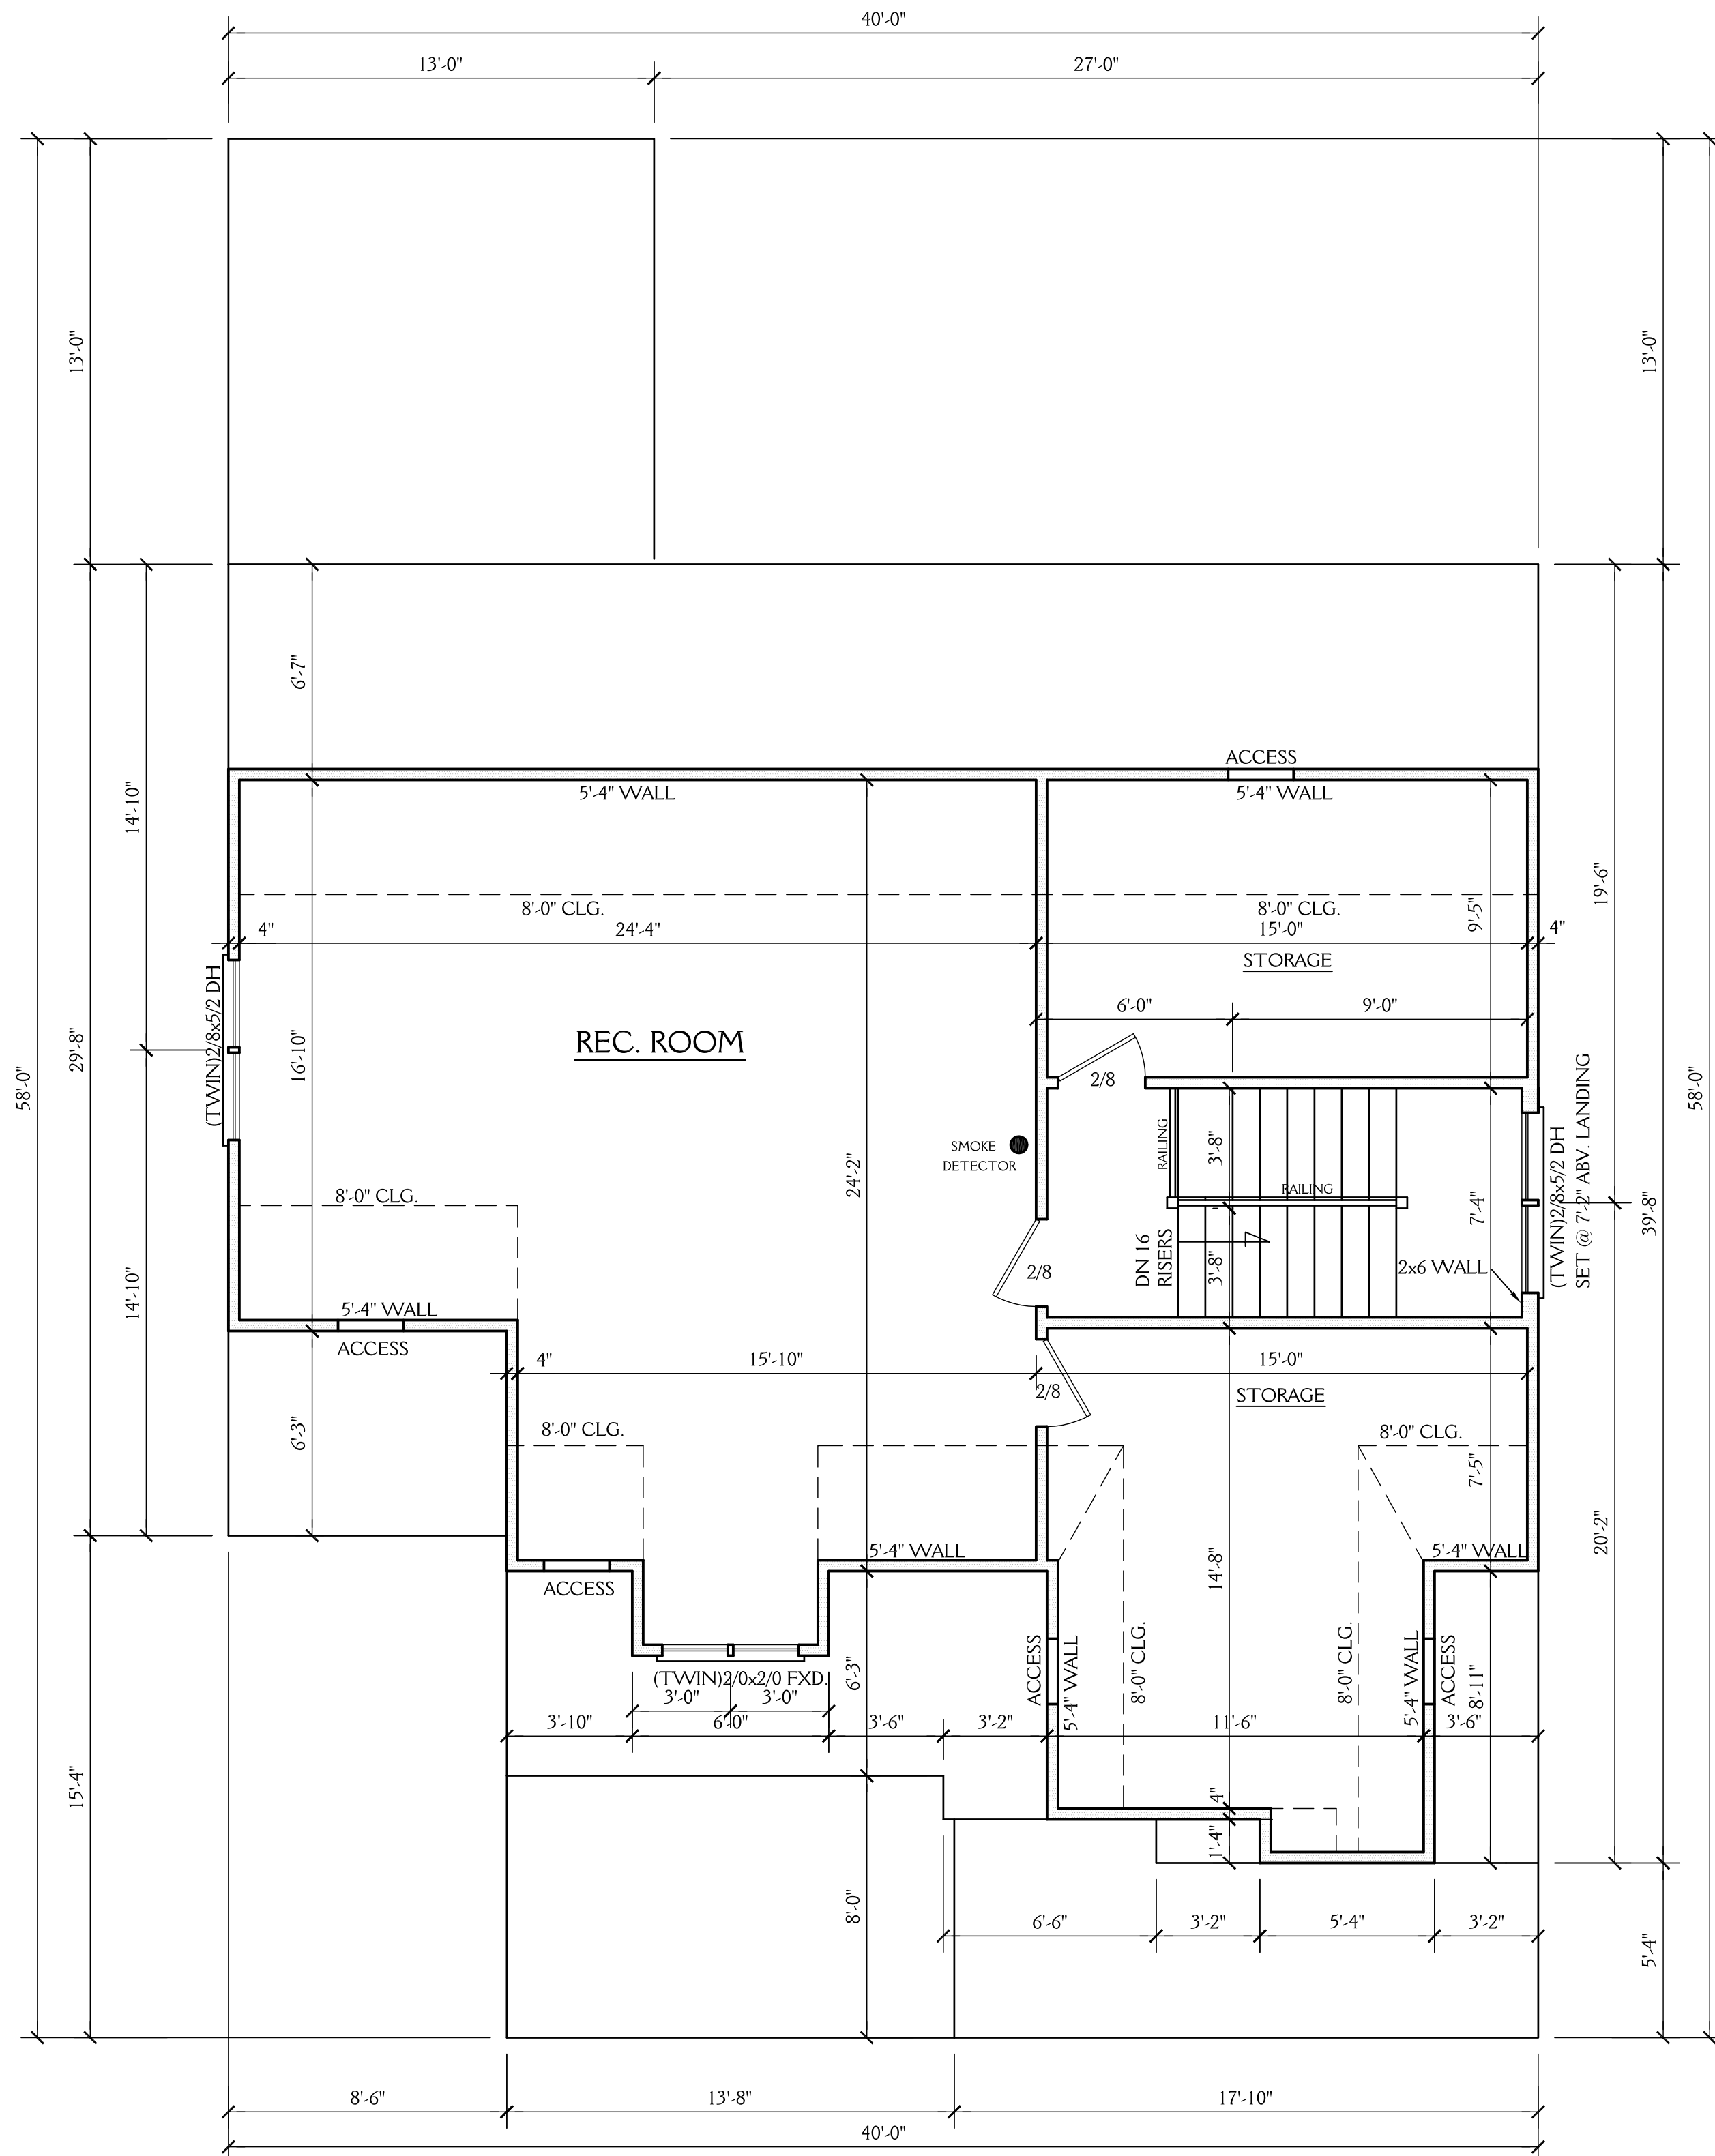 40'-0"
13'-0"
27'-0"
13'-0"
13'-0"
6'-7"
14'-10"
ACCESS
5'-4" WALL
5'-4" WALL
19'-6"
8'-0" CLG.
8'-0" CLG.
9'-5"
4"
24'-4"
15'-0"
4"
STORAGE
(TWIN)2/8x5/2 DH
6'-0"
9'-0"
58'-0"
29'-8"
16'-10"
REC. ROOM
2/8
58'-0"
SMOKE
DETECTOR
RAILING
3'-8"
24'-2"
RAILING
8'-0" CLG.
7'-4"
39'-8"
(TWIN)2/8x5/2 DH
SET @ 7'-2" ABV. LANDING
DN 16
RISERS
3'-8"
2/8
2x6 WALL
14'-10"
5'-4" WALL
ACCESS
4"
15'-10"
15'-0"
2/8
STORAGE
6'-3"
8'-0" CLG.
8'-0" CLG.
7'-5"
20'-2"
5'-4" WALL
5'-4" WALL
14'-8"
ACCESS
ACCESS
5'-4" WALL
8'-0" CLG.
8'-0" CLG.
5'-4" WALL
ACCESS
8'-11"
(TWIN)2/0x2/0 FXD.
6'-3"
3'-0"
3'-0"
3'-10"
6'-0"
3'-6"
3'-2"
11'-6"
3'-6"
15'-4"
4"
1'-4"
8'-0"
6'-6"
3'-2"
5'-4"
3'-2"
5'-4"
8'-6"
13'-8"
17'-10"
40'-0"